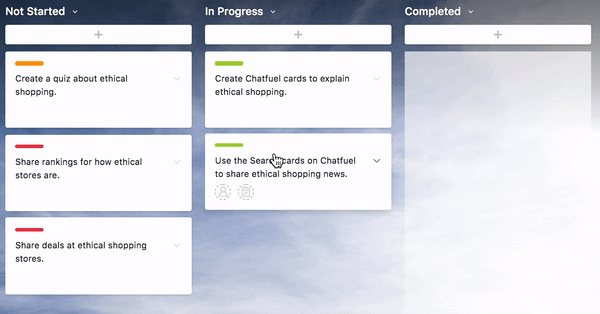 Not Started
In Progress
Completed
+
+
+
Create a quiz about ethical
shopping.
Share rankings for how ethical
stores are.
Share deals at ethical shopping
stores.
Create Chatfuel cards to explain
ethical shopping.
Use the Search cards on Chatfuel
to share ethical shopping news.